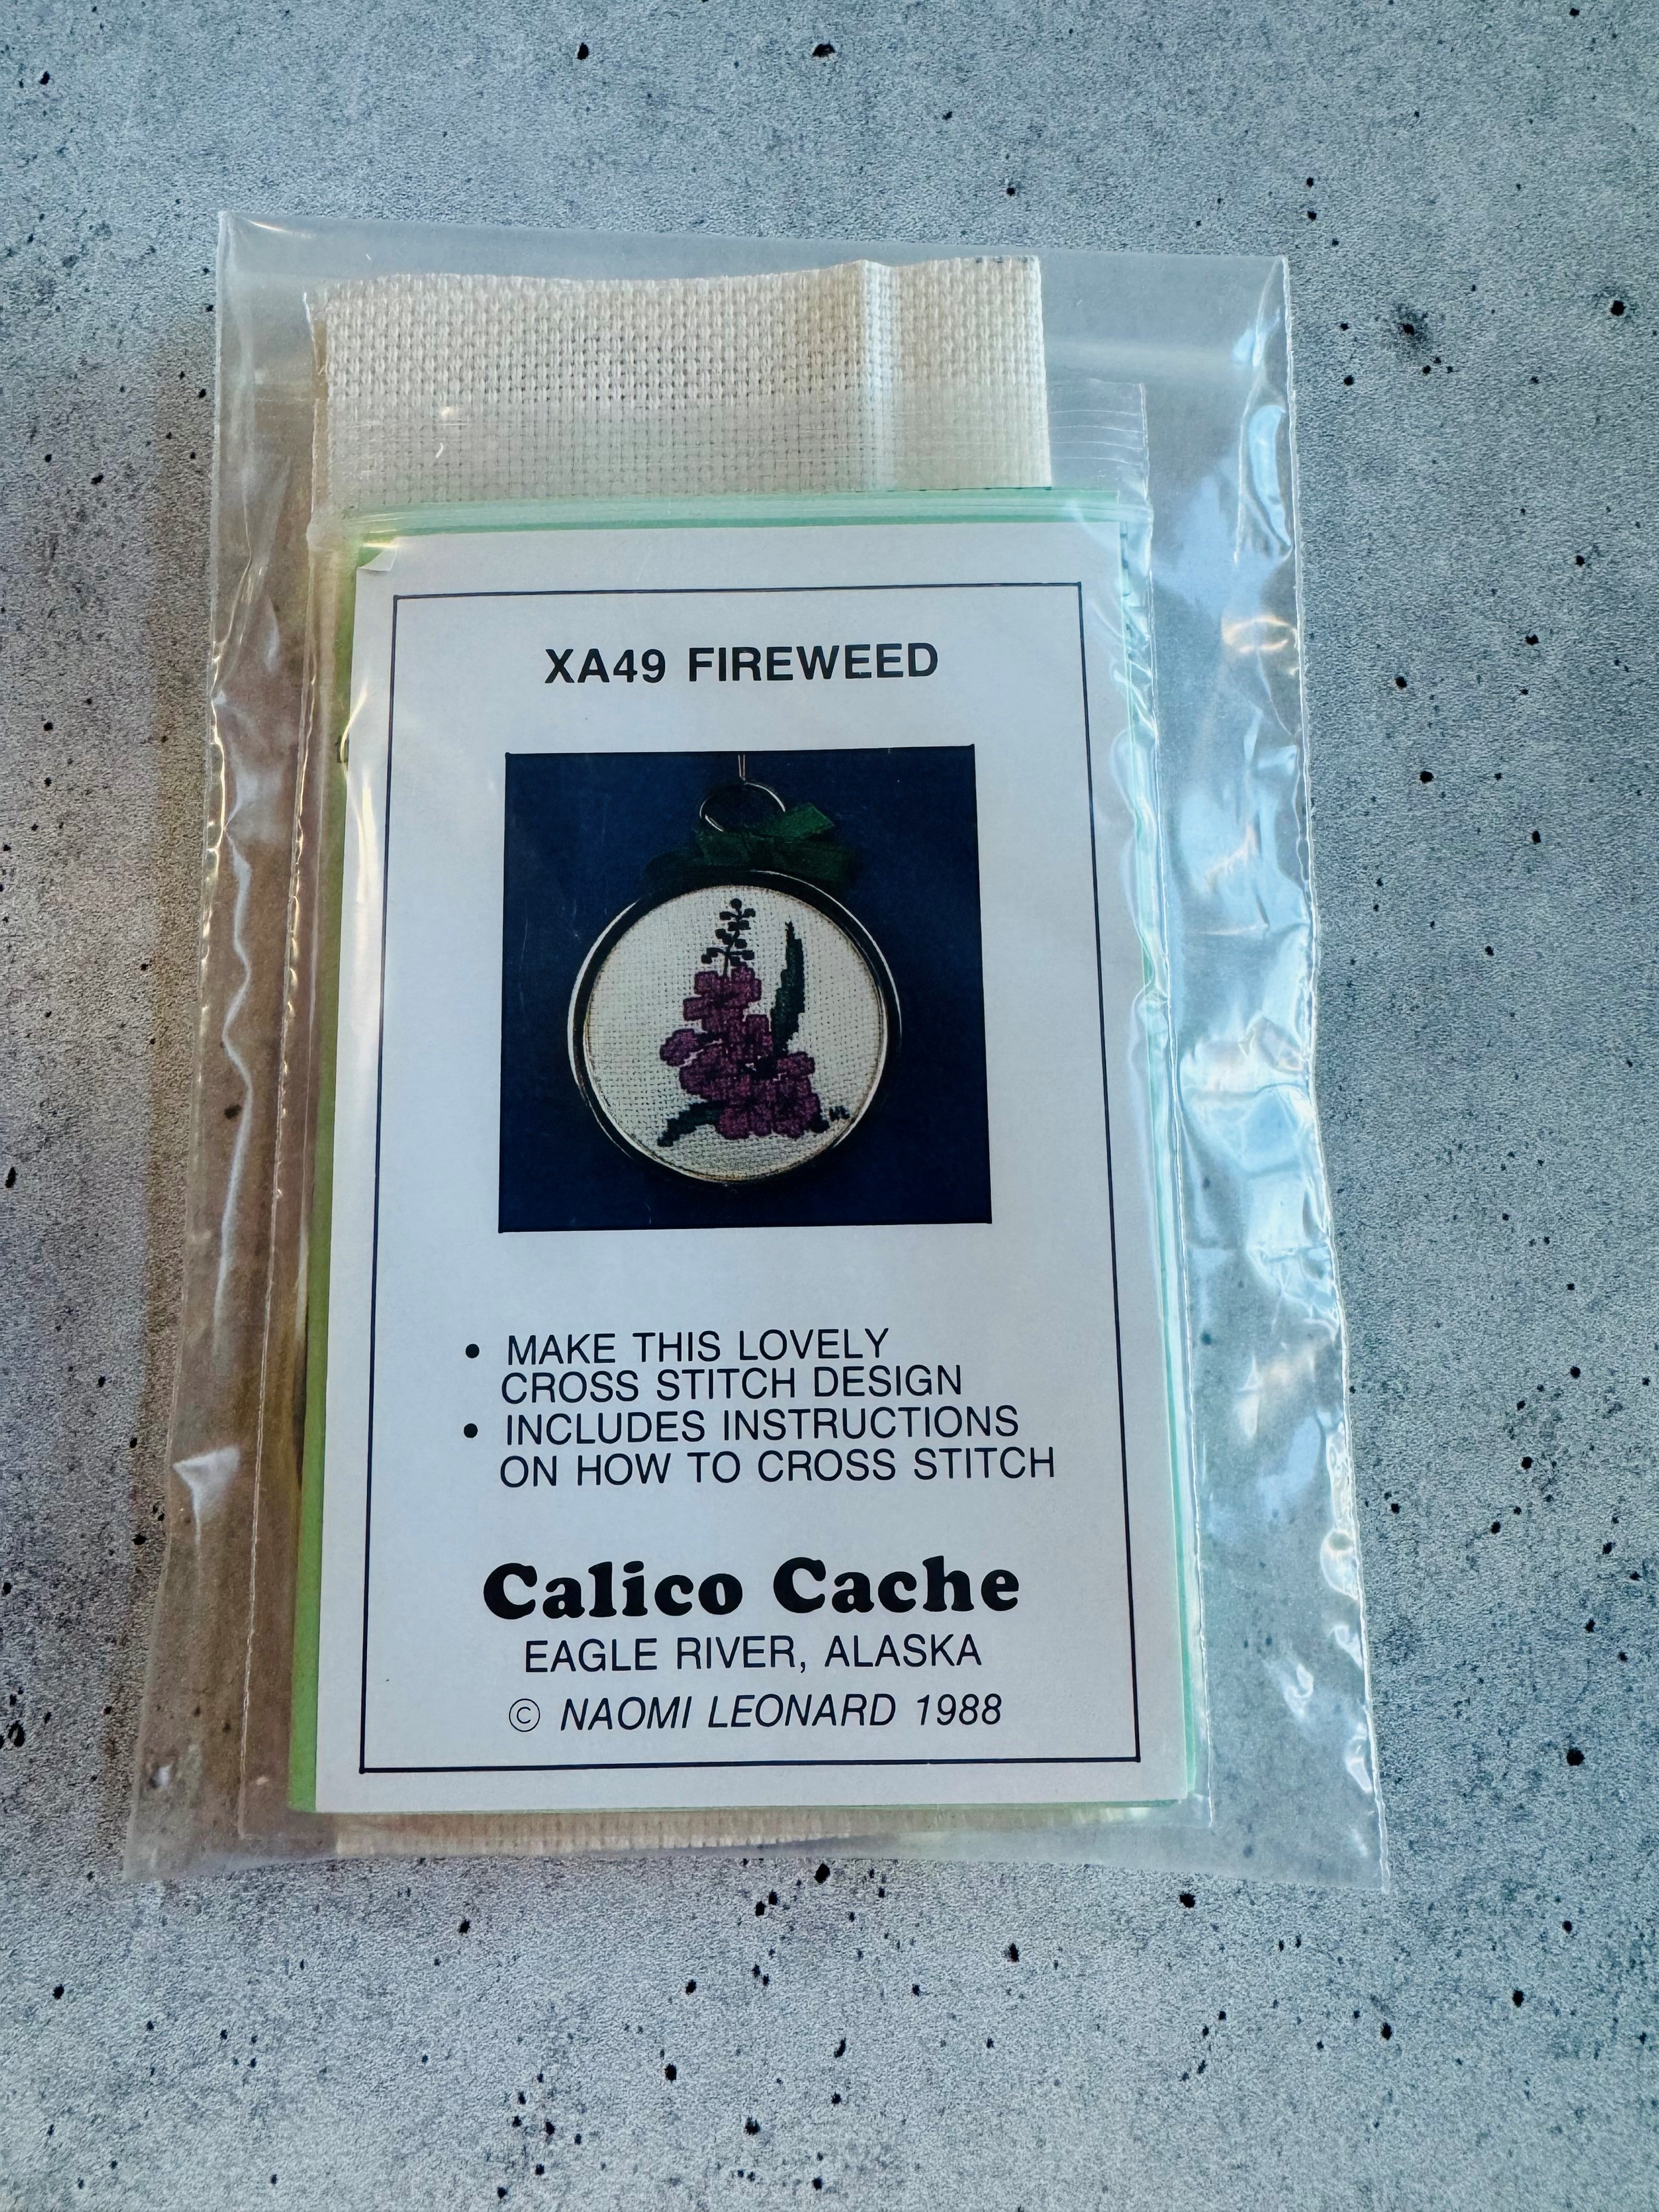 XA49 FIREWEED
NL
• MAKE THIS LOVELY
CROSS STITCH DESIGN
• INCLUDES INSTRUCTIONS
ON HOW TO CROSS STITCH
Calico Cache
EAGLE RIVER, ALASKA
© NAOMI LEONARD 1988